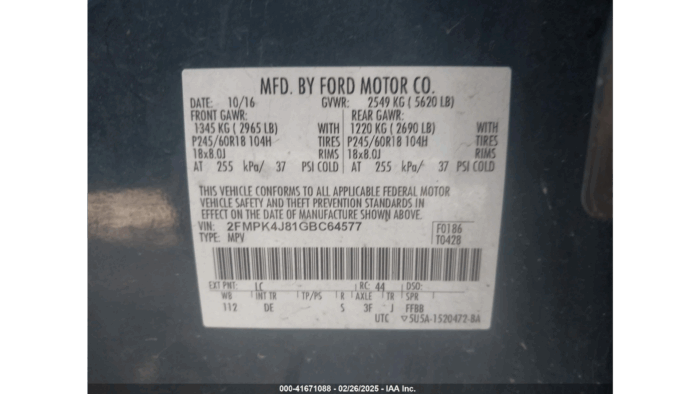 MFD. BY FORD MOTOR CO.
DATE: 10/16 GVWR: 2549 KG ( 5620 LB)
FRONT GAWR: REAR GAWR:
1345 KG ( 2965 LB) WITH 1220 KG ( 2690 LB) WITH
P245/60R18 104H TIRES P245/60R18 104H TIRES
18x8.0J RIMS 18x8.0J RIMS
AT 255 kPa/ 37 PSI COLD AT 255 kPa/ 37 PSI COLD
THIS VEHICLE CONFORMS TO ALL APPLICABLE FEDERAL MOTOR
VEHICLE SAFETY AND THEFT PREVENTION STANDARDS IN
EFFECT ON THE DATE OF MANUFACTURE SHOWN ABOVE.
VIN: 2FMPK4J81GBC64577 F0186
TYPE: MPV T0428
EXT PNT: LC RC: 44 DSO:
WB INT TR TP/PS R AXLE TR SPR
112 DE 5 3F J FFBB
UTC 5U5A-1520472-BA
000-41671088 - 02/26/2025 - IAA Inc.